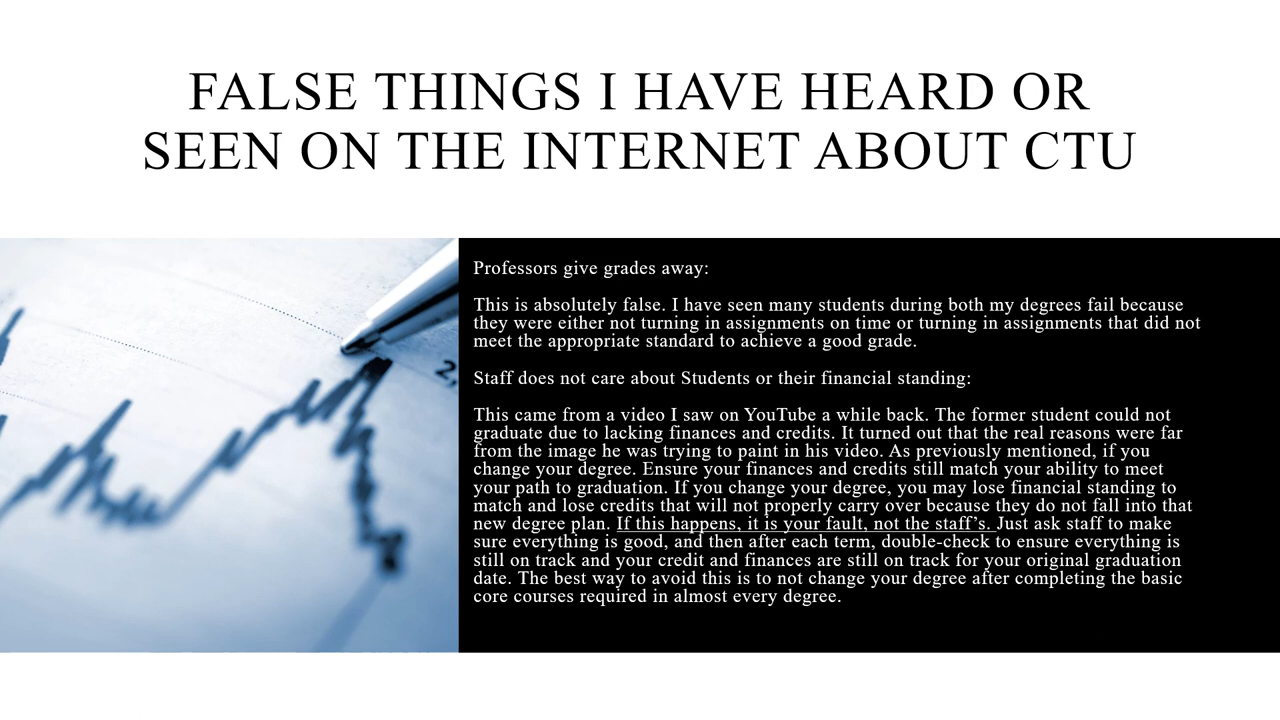 FALSE THINGS I HAVE HEARD OR
SEEN ON THE INTERNET ABOUT CTU
2,
Professors give grades away:
This is absolutely false. I have seen many students during both my degrees fail because
they were either not turning in assignments on time or turning in assignments that did not
meet the appropriate standard to achieve a good grade.
Staff does not care about Students or their financial standing:
This came from a video I saw on YouTube a while back. The former student could not
graduate due to lacking finances and credits. It turned out that the real reasons were far
from the image he was trying to paint in his video. As previously mentioned, if you
change your degree. Ensure your finances and credits still match your ability to meet
your path to graduation. If you change your degree, you may lose financial standing to
match and lose credits that will not properly carry over because they do not fall into that
new degree plan. If this happens, it is your fault, not the staff’s. Just ask staff to make
sure everything is good, and then after each term, double-check to ensure everything is
still on track and your credit and finances are still on track for your original graduation
date. The best way to avoid this is to not change your degree after completing the basic
core courses required in almost every degree.